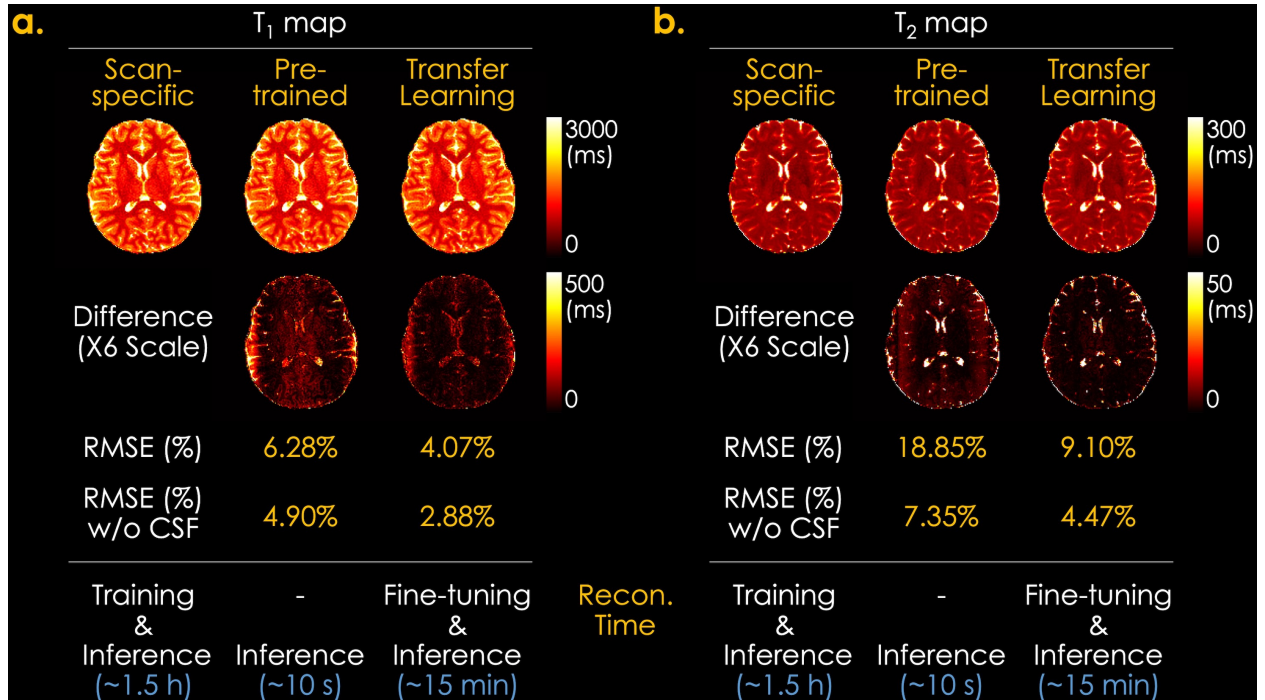 a.
T₁ map
Scan-
specific
Pre-
trained
Transfer
Learning
3000
(ms)
0
Difference
(X6 Scale)
500
(ms)
0
RMSE (%)
6.28%
4.07%
RMSE (%)
w/o CSF
4.90%
2.88%
Training
&
Inference
(~1.5 h)
-
Inference
(~10 s)
Fine-tuning
&
Inference
(~15 min)
Recon.
Time
b.
T₂ map
Scan-
specific
Pre-
trained
Transfer
Learning
300
(ms)
0
Difference
(X6 Scale)
50
(ms)
0
RMSE (%)
18.85%
9.10%
RMSE (%)
w/o CSF
7.35%
4.47%
Training
&
Inference
(~1.5 h)
-
Inference
(~10 s)
Fine-tuning
&
Inference
(~15 min)